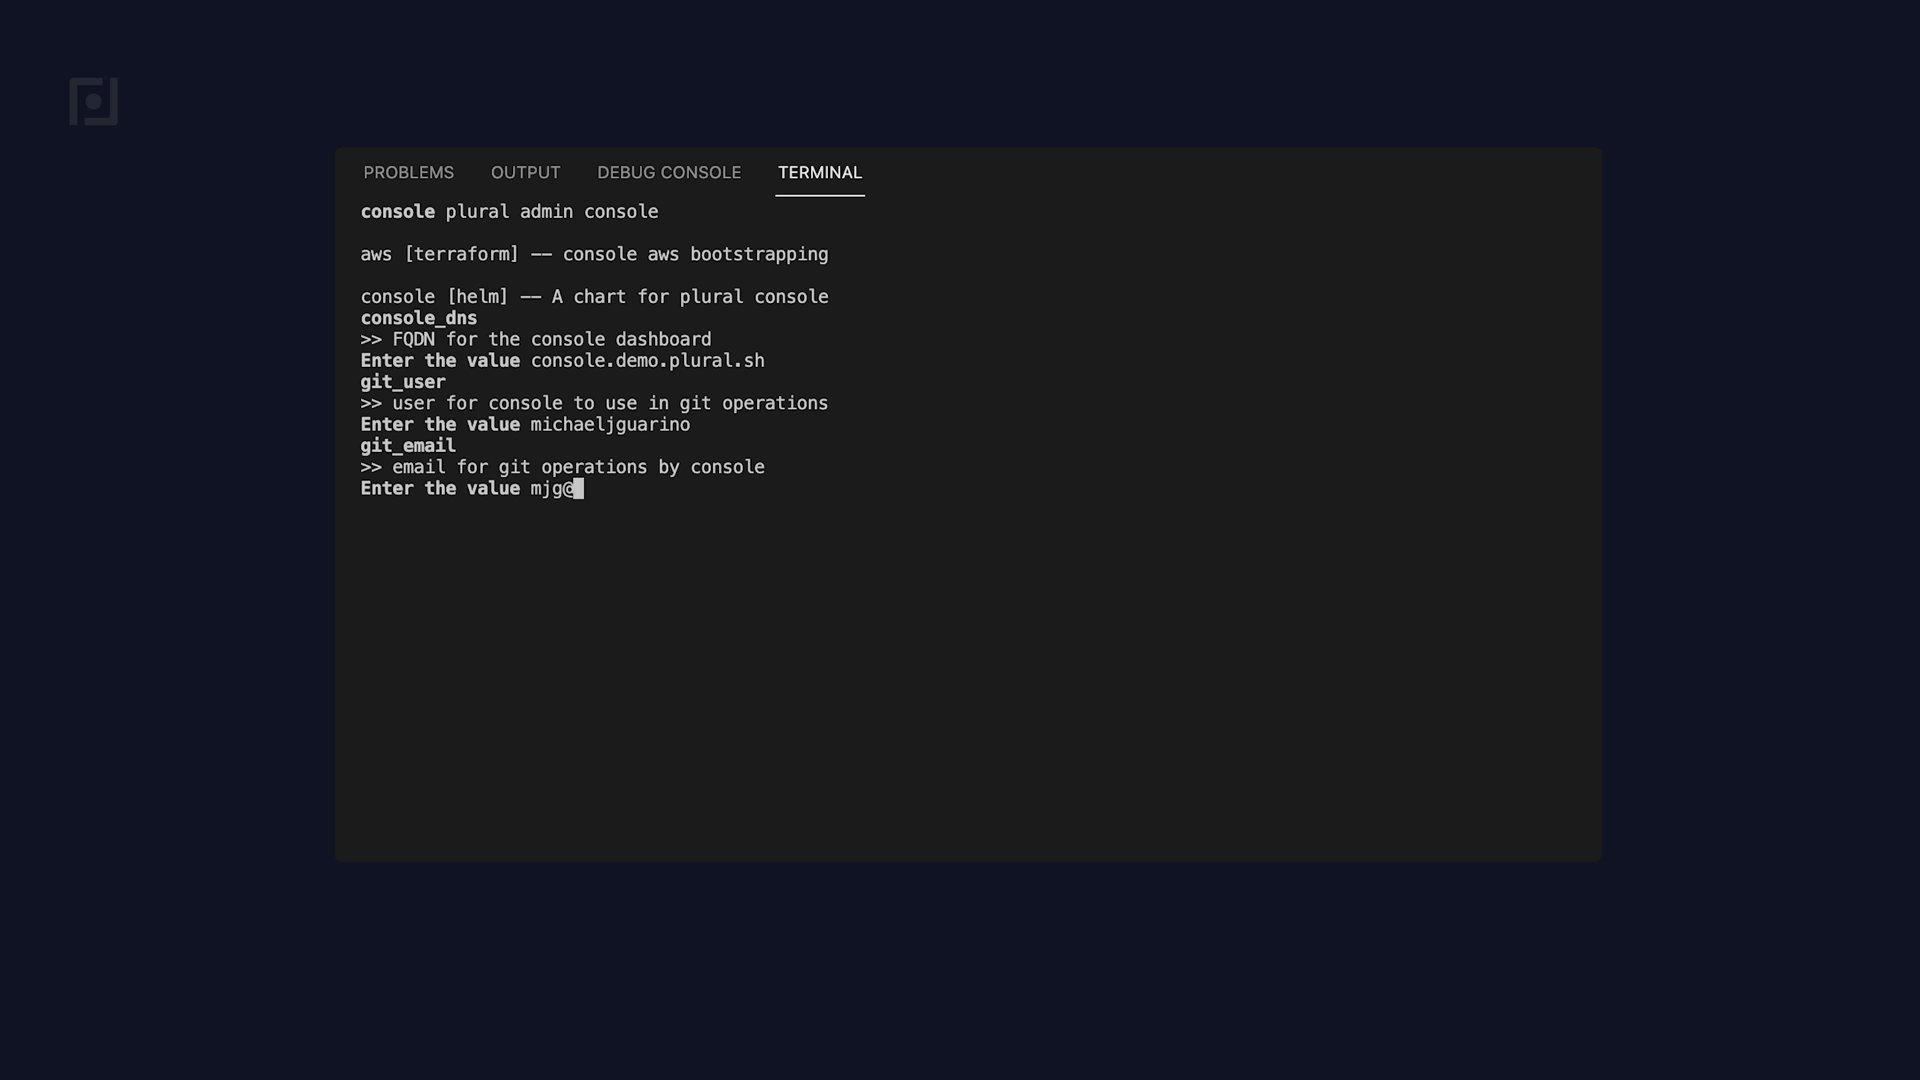 PROBLEMS OUTPUT DEBUG CONSOLE TERMINAL
console plural admin console
aws [terraform] —— console aws bootstrapping
console [helm] —— A chart for plural console
console_dns
>> FQDN for the console dashboard
Enter the value console.demo.plural.sh
git_user
>> user for console to use in git operations
Enter the value michaeljguarino
git_email
>> email for git operations by console
Enter the value mjg@